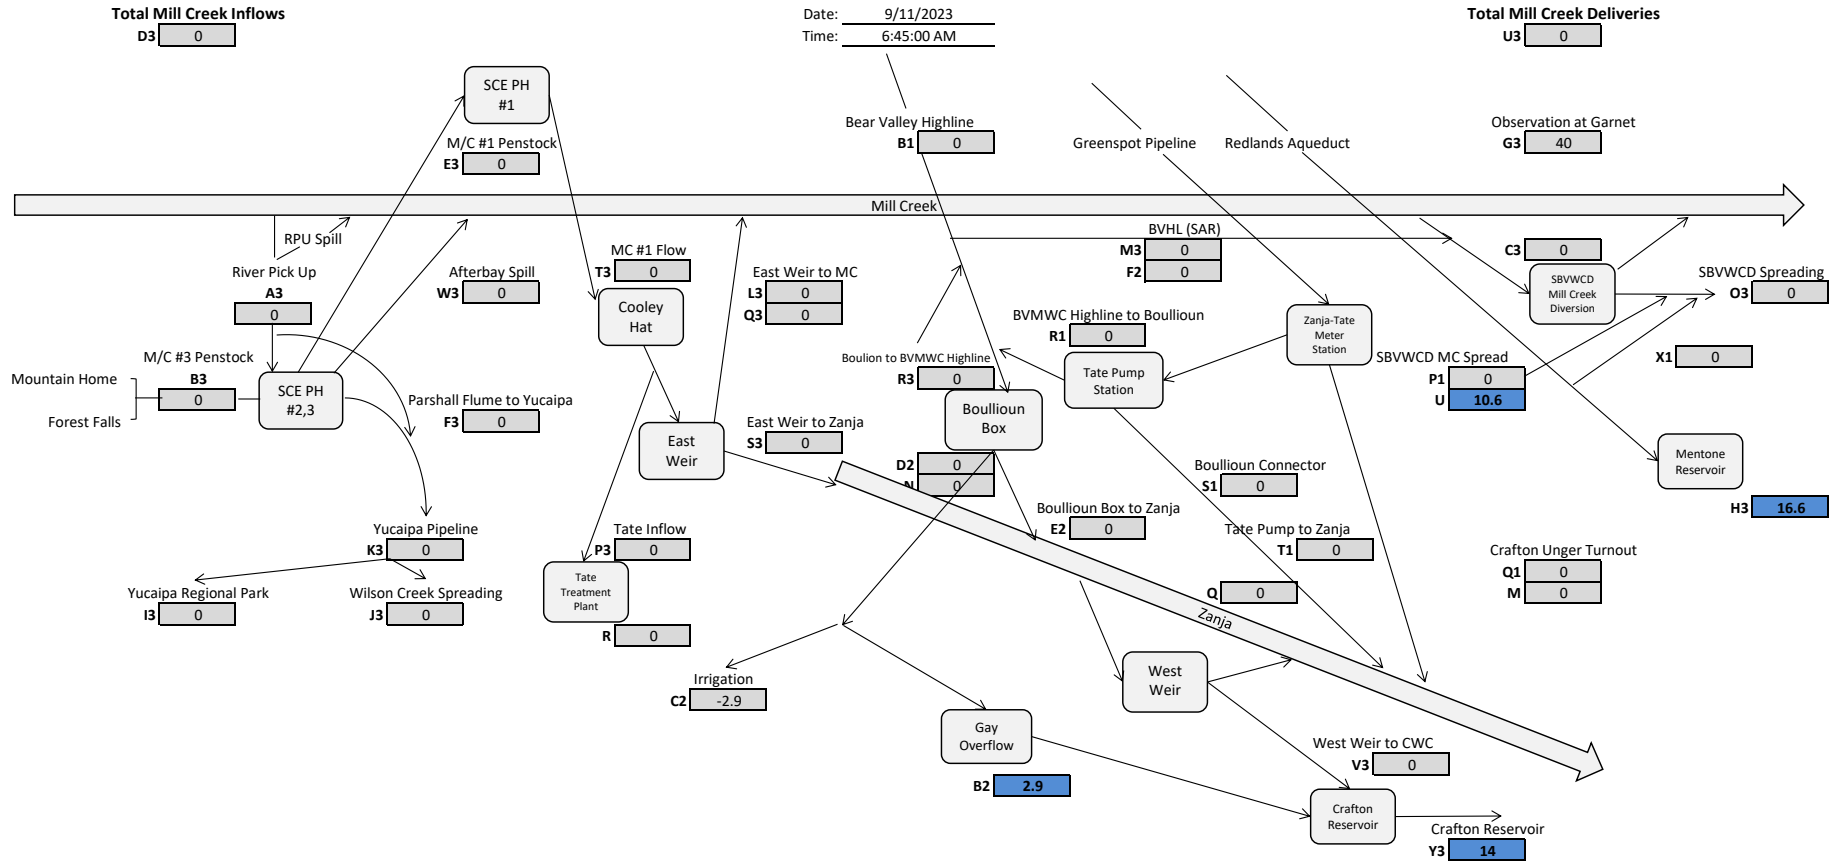 Total Mill Creek Inflows
D3 0
Date: 9/11/2023
Time: 6:45:00 AM
Total Mill Creek Deliveries
U3 0
SCE PH
#1
M/C #1 Penstock
E3 0
Bear Valley Highline
B1 0
Greenspot Pipeline
Redlands Aqueduct
Observation at Garnet
G3 40
Mill Creek
RPU Spill
River Pick Up
A3
0
Afterbay Spill
W3 0
MC #1 Flow
T3 0
Cooley
Hat
East Weir to MC
L3 0
Q3 0
BVHL (SAR)
M3 0
F2 0
C3 0
SBVWCD
Mill Creek
Diversion
SBVWCD Spreading
O3 0
BVMWC Highline to Boullioun
R1 0
Zanja-Tate
Meter
Station
M/C #3 Penstock
B3
0
Mountain Home
Forest Falls
SCE PH
#2,3
Parshall Flume to Yucaipa
F3 0
Boulion to BVMWC Highline
R3 0
Tate Pump
Station
SBVWCD MC Spread
P1 0
U 10.6
X1 0
Boullioun
Box
East
Weir
East Weir to Zanja
S3 0
D2 0
N 0
Boullioun Connector
S1 0
Mentone
Reservoir
H3 16.6
Boullioun Box to Zanja
E2 0
Yucaipa Pipeline
K3 0
Tate Inflow
P3 0
Tate Pump to Zanja
T1 0
Crafton Unger Turnout
Q1 0
M 0
Yucaipa Regional Park
I3 0
Wilson Creek Spreading
J3 0
Tate
Treatment
Plant
R 0
Q 0
Zanja
Irrigation
C2 -2.9
West
Weir
Gay
Overflow
B2 2.9
West Weir to CWC
V3 0
Crafton
Reservoir
Crafton Reservoir
Y3 14